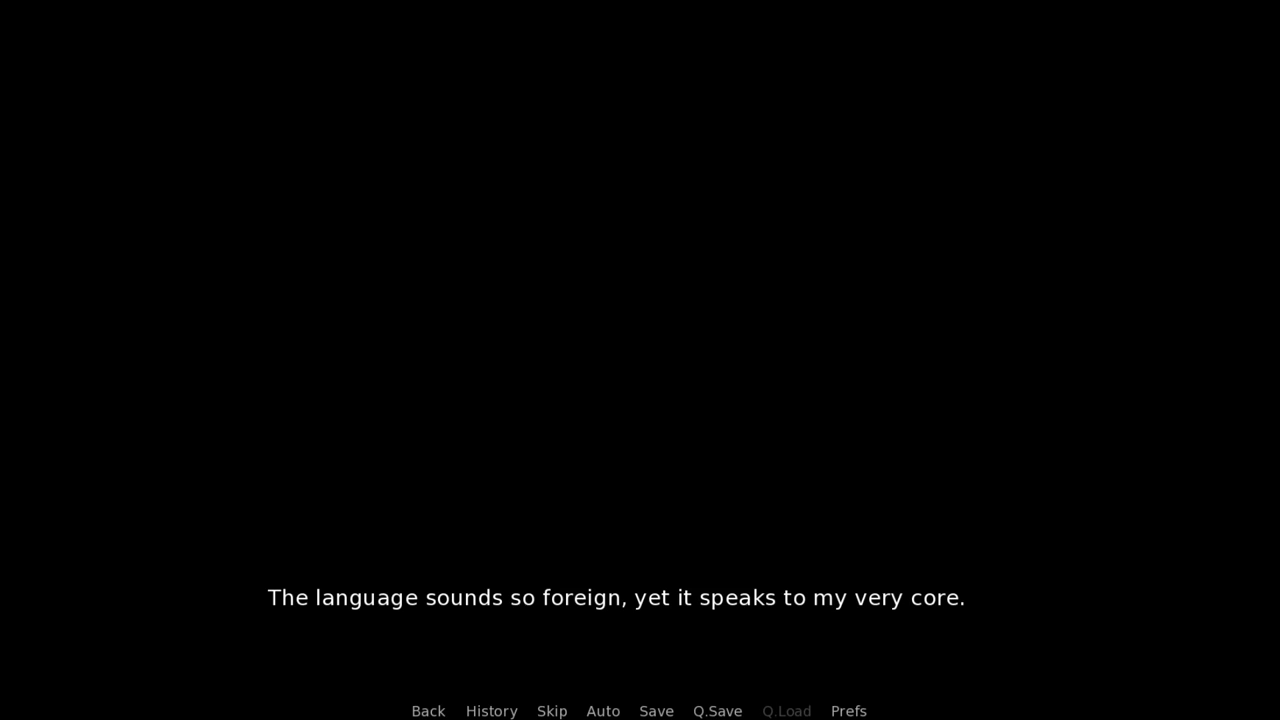 The language sounds so foreign, yet it speaks to my very core.
Back History Skip Auto Save Q.Save Q.Load Prefs